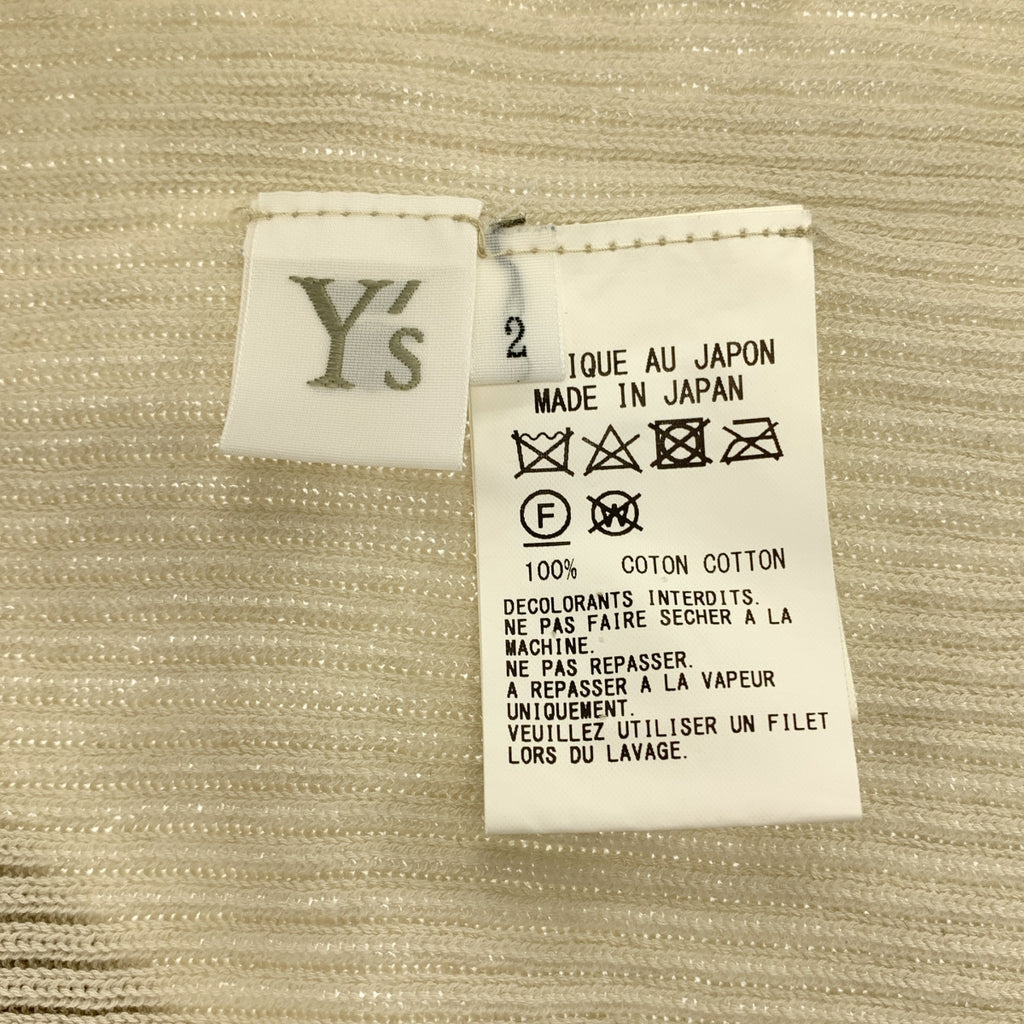 Y's
2
IQUE AU JAPON
MADE IN JAPAN
F W
100% COTON COTTON
DECOLORANTS INTERDITS.
NE PAS FAIRE SECHER A LA
MACHINE.
NE PAS REPASSER.
A REPASSER A LA VAPEUR
UNIQUEMENT.
VEUILLEZ UTILISER UN FILET
LORS DU LAVAGE.